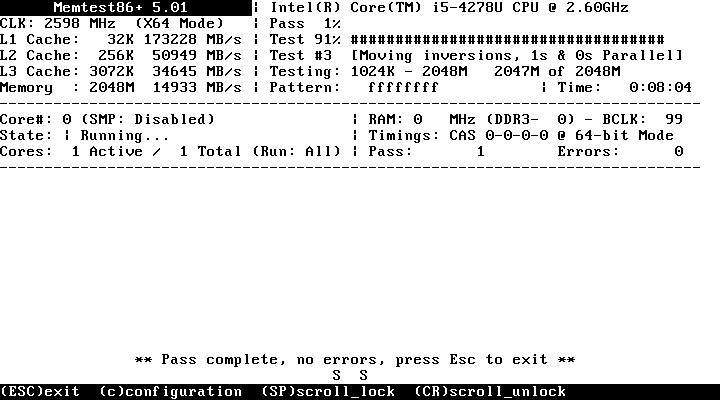 Memtest86+ 5.01 | Intel(R) Core(TM) i5-4278U CPU @ 2.60GHz
CLK: 2598 MHz (X64 Mode) | Pass 1%
L1 Cache: 32K 173228 MB/s | Test 91% ###################################
L2 Cache: 256K 50949 MB/s | Test #3 [Moving inversions, 1s & 0s Parallel]
L3 Cache: 3072K 34645 MB/s | Testing: 1024K - 2048M 2047M of 2048M
Memory : 2048M 14933 MB/s | Pattern: ffffffff | Time: 0:08:04
Core#: 0 (SMP: Disabled) | RAM: 0 MHz (DDR3- 0) - BCLK: 99
State: | Running... | Timings: CAS 0-0-0-0 @ 64-bit Mode
Cores: 1 Active / 1 Total (Run: All) | Pass: 1 Errors: 0
** Pass complete, no errors, press Esc to exit **
S S
(ESC)exit (c)configuration (SP)scroll_lock (CR)scroll_unlock